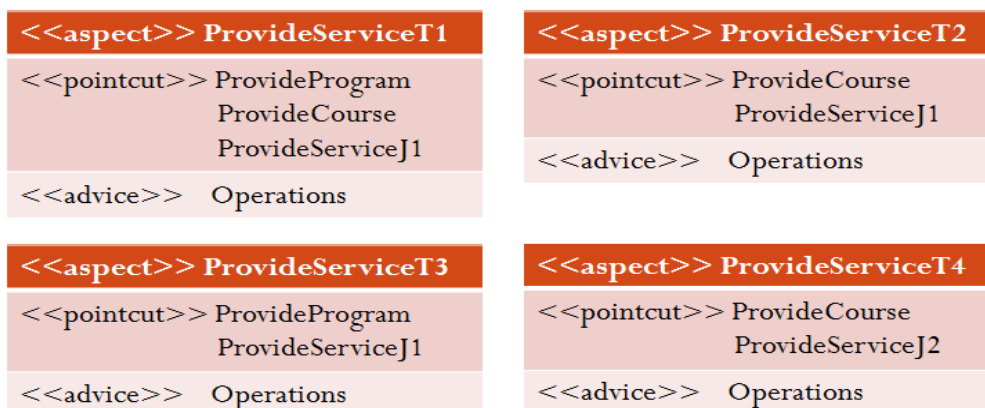 <<aspect>> ProvideServiceT1
<<pointcut>> ProvideProgram
ProvideCourse
ProvideServiceJ1
<<advice>> Operations
<<aspect>> ProvideServiceT2
<<pointcut>> ProvideCourse
ProvideServiceJ1
<<advice>> Operations
<<aspect>> ProvideServiceT3
<<pointcut>> ProvideProgram
ProvideServiceJ1
<<advice>> Operations
<<aspect>> ProvideServiceT4
<<pointcut>> ProvideCourse
ProvideServiceJ2
<<advice>> Operations